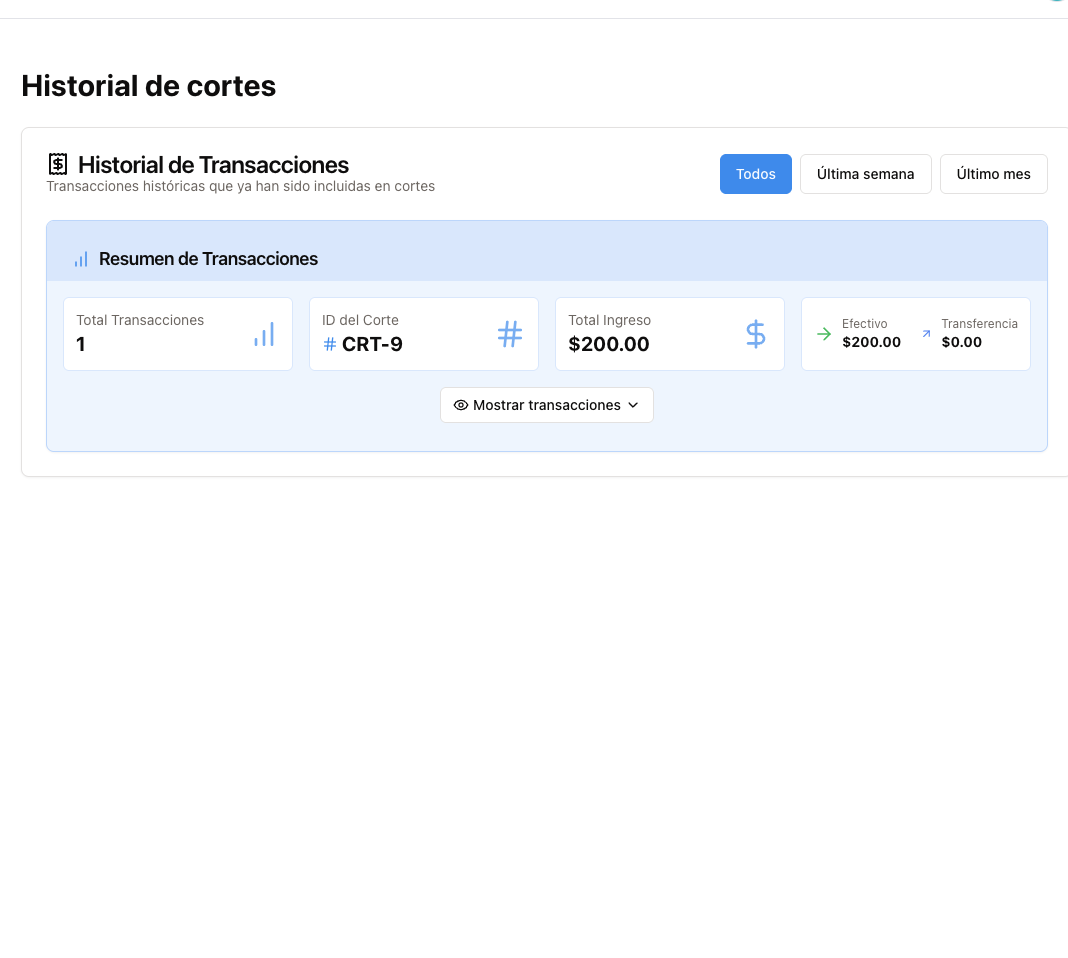 Historial de cortes
Historial de Transacciones
Transacciones históricas que ya han sido incluidas en cortes
Todos
Última semana
Último mes
Resumen de Transacciones
Total Transacciones
1
ID del Corte
# CRT-9
#
Total Ingreso
$200.00
$
Efectivo
$200.00
Transferencia
$0.00
Mostrar transacciones